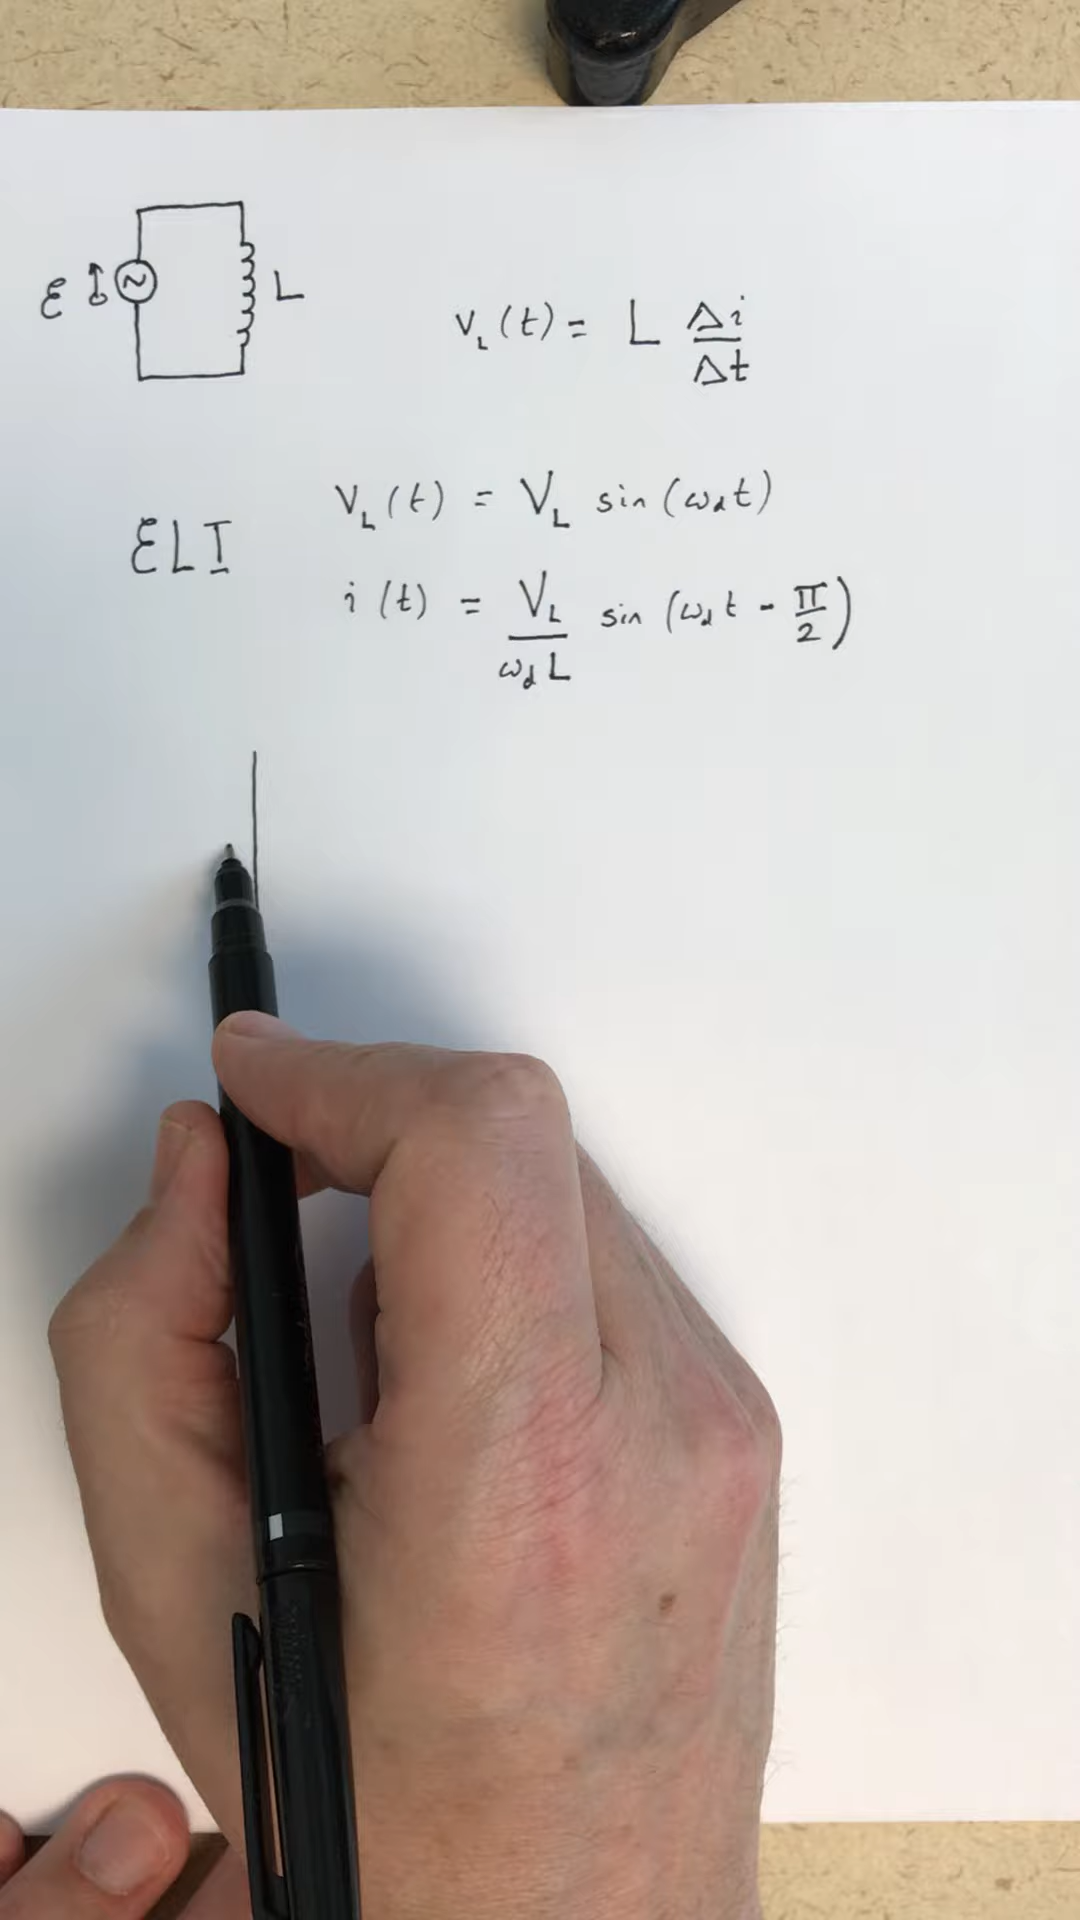 ℰ L
v_L(t) = L Δi/Δt
V_L(t) = V_L sin(ω_d t)
ELI
i(t) = V_L/(ω_d L) sin(ω_d t - π/2)